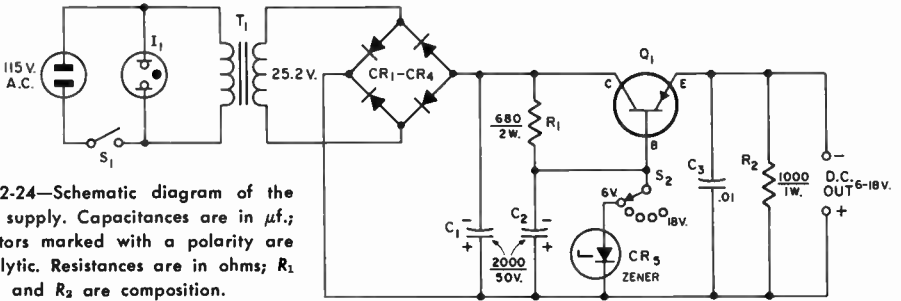 T1
I1
115 V.
A.C.
25.2 V.
CR1-CR4
S1
Q1
C
E
B
680
2W.
R1
S2
6V.
18V.
C1
C2
2000
50V.
C3
.01
R2
1000
1W.
-
D.C.
OUT 6-18V.
+
-
+
-
+
CR5
ZENER
2-24—Schematic diagram of the
supply. Capacitances are in μf.;
tors marked with a polarity are
lytic. Resistances are in ohms; R1
and R2 are composition.